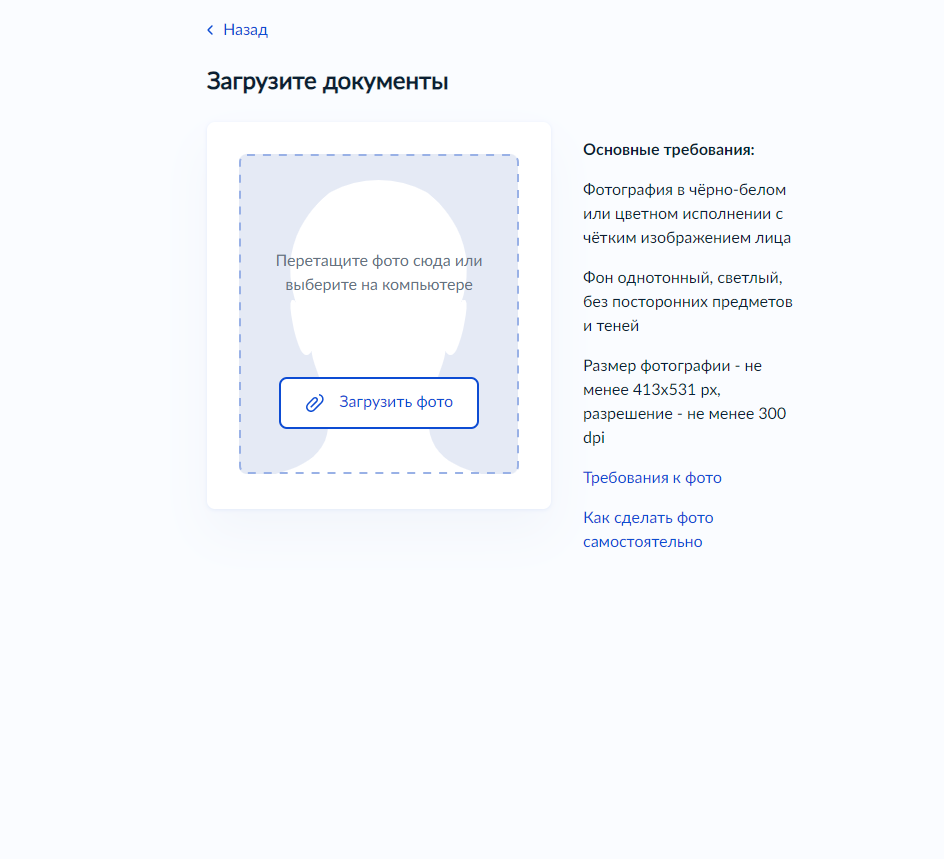 Назад
Загрузите документы
Перетащите фото сюда или
выберите на компьютере
Загрузить фото
Основные требования:
Фотография в чёрно-белом
или цветном исполнении с
чётким изображением лица
Фон однотонный, светлый,
без посторонних предметов
и теней
Размер фотографии - не
менее 413х531 px,
разрешение - не менее 300
dpi
Требования к фото
Как сделать фото
самостоятельно